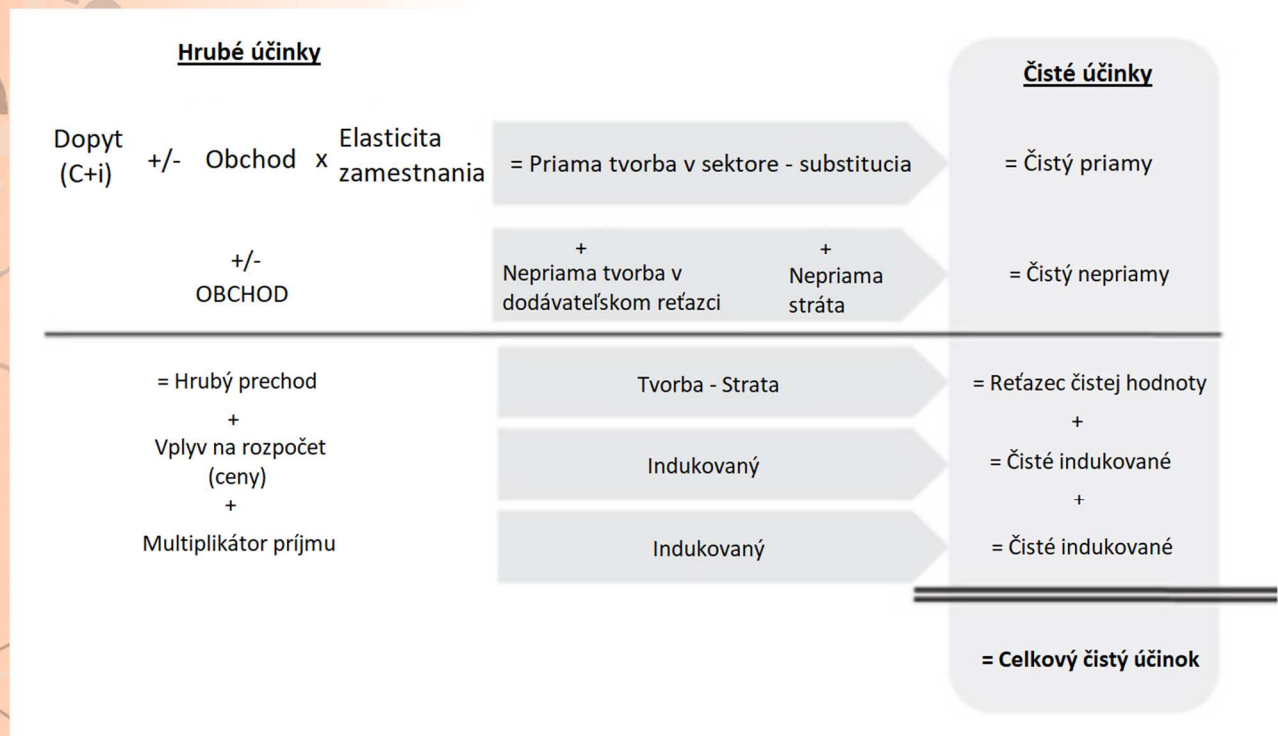 Hrubé účinky
Čisté účinky
Dopyt
(C+i)
+/-
Obchod
x
Elasticita
zamestnania
= Priama tvorba v sektore - substitucia
= Čistý priamy
+/-
OBCHOD
+
Nepriama tvorba v
dodávateľskom reťazci
+
Nepriama
stráta
= Čistý nepriamy
= Hrubý prechod
Tvorba - Strata
= Reťazec čistej hodnoty
+
+
Vplyv na rozpočet
(ceny)
Indukovaný
= Čisté indukované
+
+
Multiplikátor príjmu
Indukovaný
= Čisté indukované
= Celkový čistý účinok